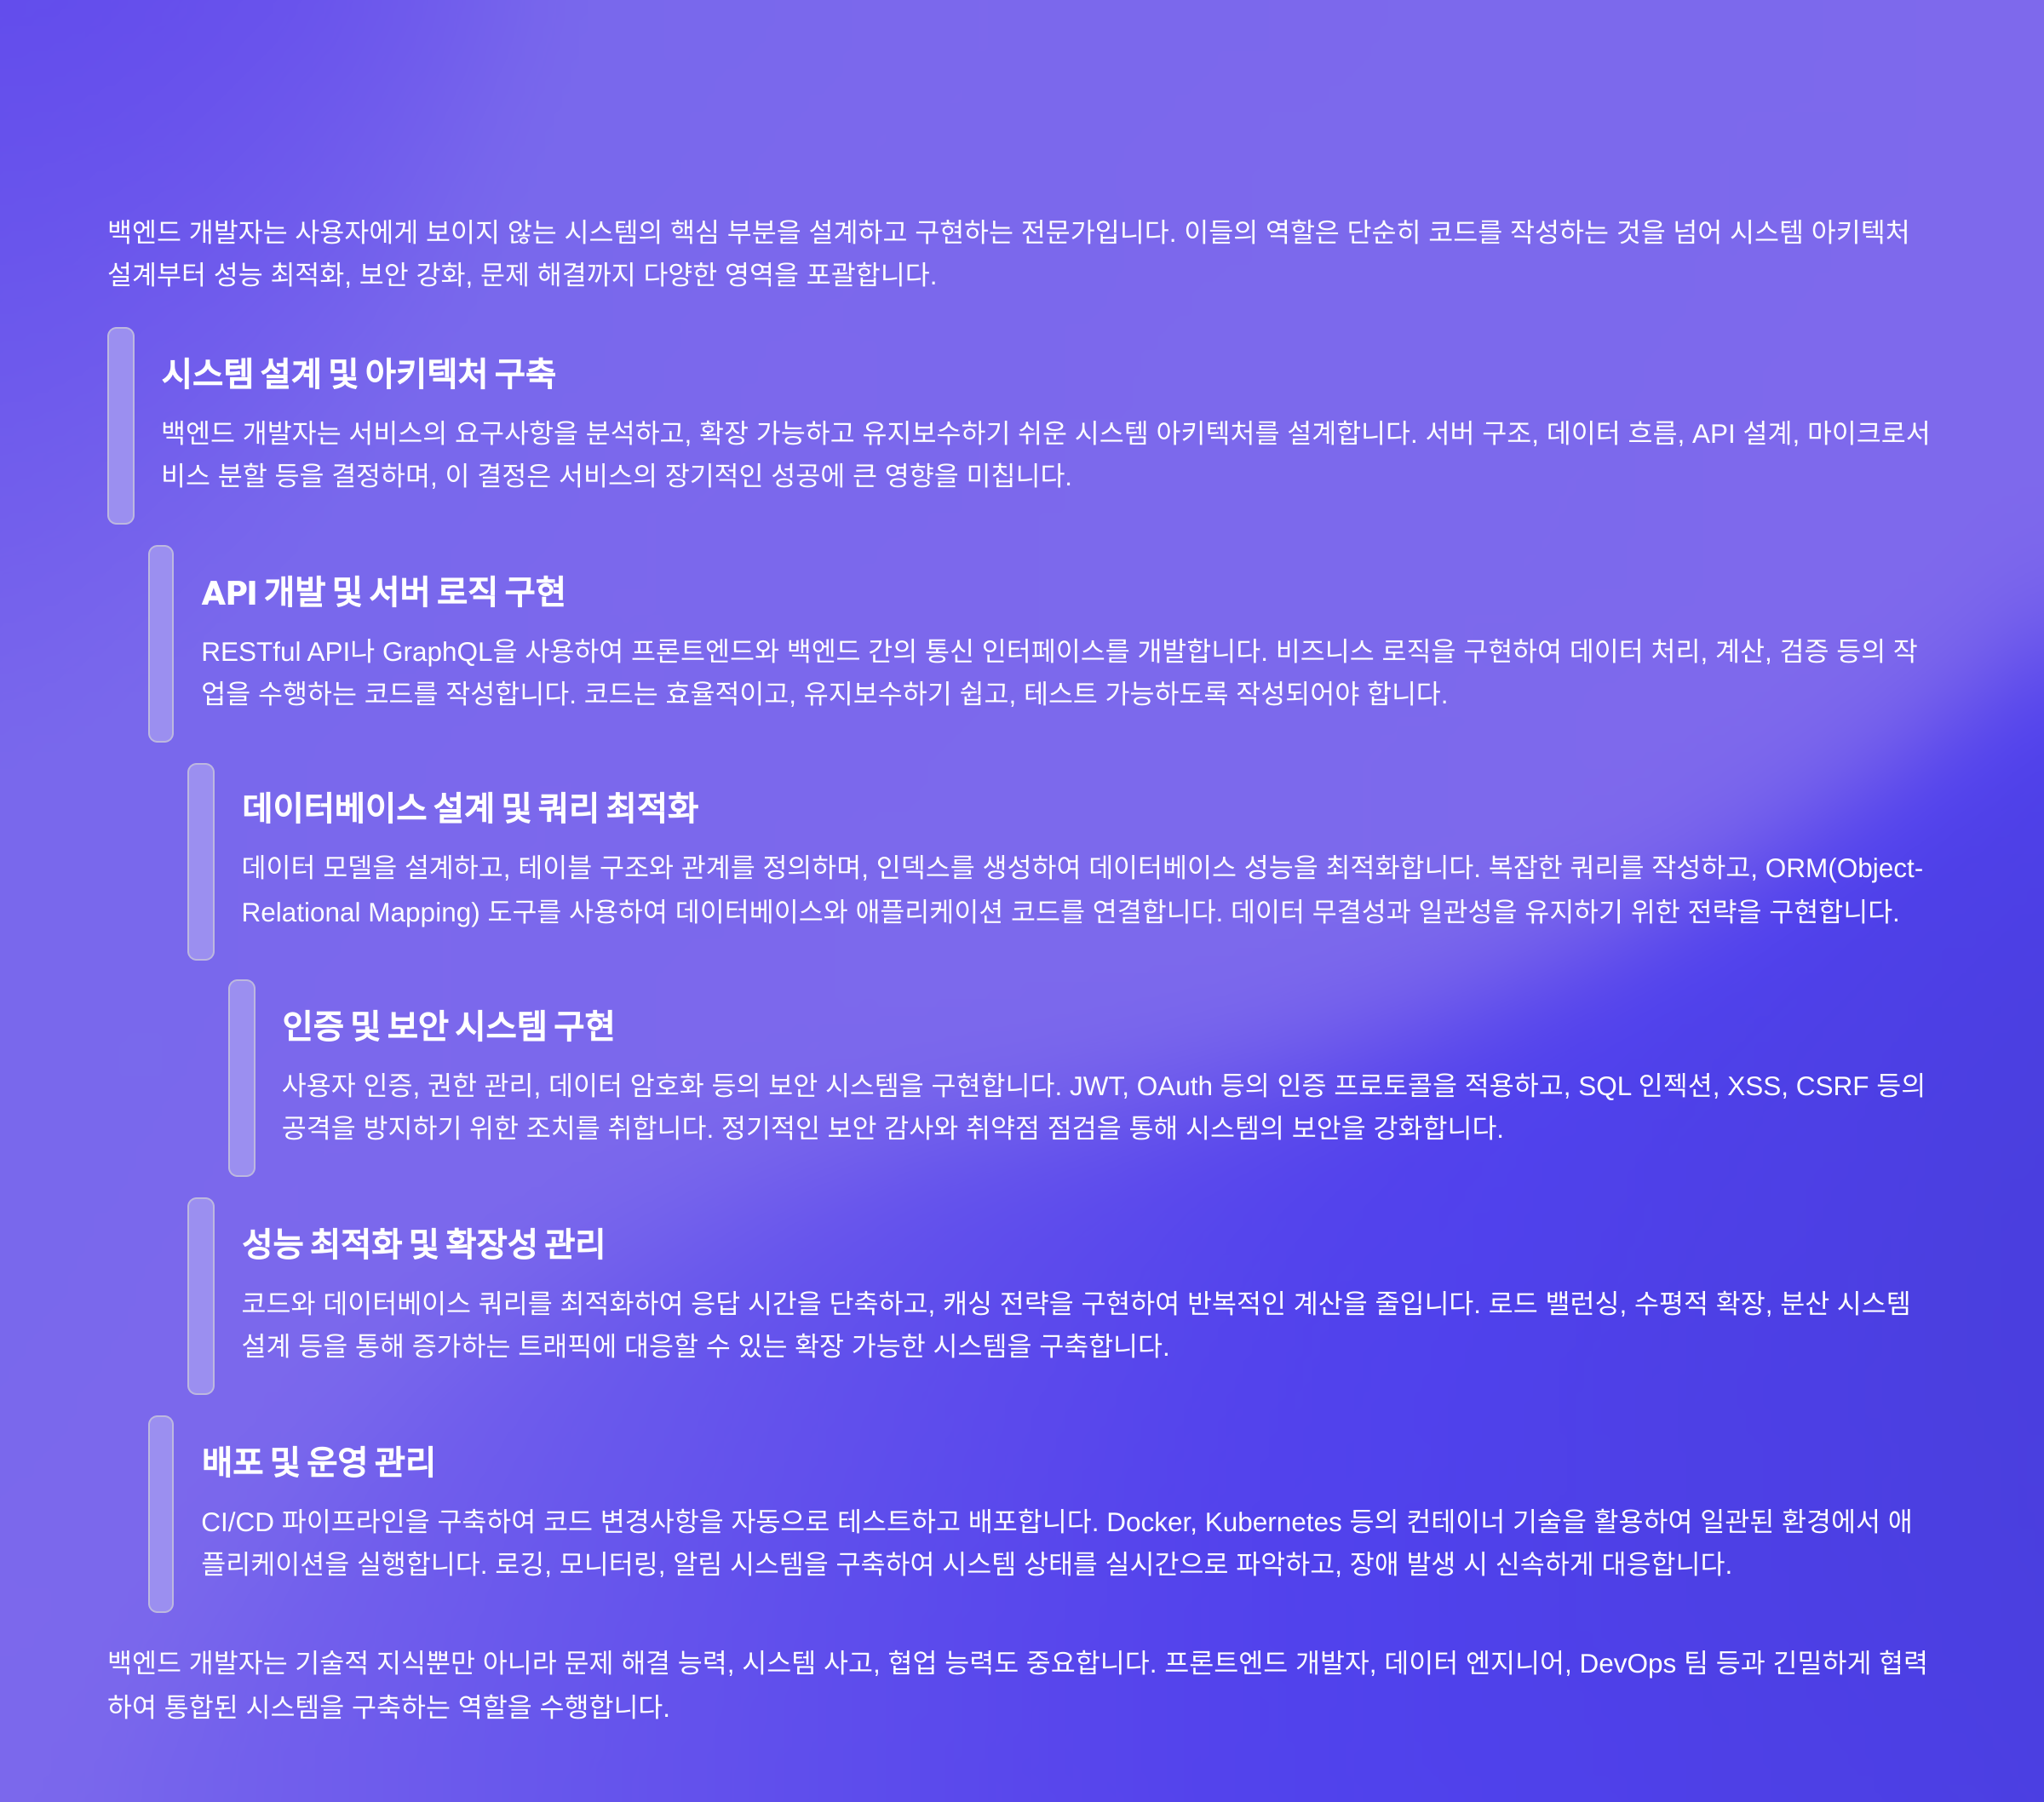 백엔드 개발자는 사용자에게 보이지 않는 시스템의 핵심 부분을 설계하고 구현하는 전문가입니다. 이들의 역할은 단순히 코드를 작성하는 것을 넘어 시스템 아키텍처
설계부터 성능 최적화, 보안 강화, 문제 해결까지 다양한 영역을 포괄합니다.
시스템 설계 및 아키텍처 구축
백엔드 개발자는 서비스의 요구사항을 분석하고, 확장 가능하고 유지보수하기 쉬운 시스템 아키텍처를 설계합니다. 서버 구조, 데이터 흐름, API 설계, 마이크로서
비스 분할 등을 결정하며, 이 결정은 서비스의 장기적인 성공에 큰 영향을 미칩니다.
API 개발 및 서버 로직 구현
RESTful API나 GraphQL을 사용하여 프론트엔드와 백엔드 간의 통신 인터페이스를 개발합니다. 비즈니스 로직을 구현하여 데이터 처리, 계산, 검증 등의 작
업을 수행하는 코드를 작성합니다. 코드는 효율적이고, 유지보수하기 쉽고, 테스트 가능하도록 작성되어야 합니다.
데이터베이스 설계 및 쿼리 최적화
데이터 모델을 설계하고, 테이블 구조와 관계를 정의하며, 인덱스를 생성하여 데이터베이스 성능을 최적화합니다. 복잡한 쿼리를 작성하고, ORM(Object-
Relational Mapping) 도구를 사용하여 데이터베이스와 애플리케이션 코드를 연결합니다. 데이터 무결성과 일관성을 유지하기 위한 전략을 구현합니다.
인증 및 보안 시스템 구현
사용자 인증, 권한 관리, 데이터 암호화 등의 보안 시스템을 구현합니다. JWT, OAuth 등의 인증 프로토콜을 적용하고, SQL 인젝션, XSS, CSRF 등의
공격을 방지하기 위한 조치를 취합니다. 정기적인 보안 감사와 취약점 점검을 통해 시스템의 보안을 강화합니다.
성능 최적화 및 확장성 관리
코드와 데이터베이스 쿼리를 최적화하여 응답 시간을 단축하고, 캐싱 전략을 구현하여 반복적인 계산을 줄입니다. 로드 밸런싱, 수평적 확장, 분산 시스템
설계 등을 통해 증가하는 트래픽에 대응할 수 있는 확장 가능한 시스템을 구축합니다.
배포 및 운영 관리
CI/CD 파이프라인을 구축하여 코드 변경사항을 자동으로 테스트하고 배포합니다. Docker, Kubernetes 등의 컨테이너 기술을 활용하여 일관된 환경에서 애
플리케이션을 실행합니다. 로깅, 모니터링, 알림 시스템을 구축하여 시스템 상태를 실시간으로 파악하고, 장애 발생 시 신속하게 대응합니다.
백엔드 개발자는 기술적 지식뿐만 아니라 문제 해결 능력, 시스템 사고, 협업 능력도 중요합니다. 프론트엔드 개발자, 데이터 엔지니어, DevOps 팀 등과 긴밀하게 협력
하여 통합된 시스템을 구축하는 역할을 수행합니다.